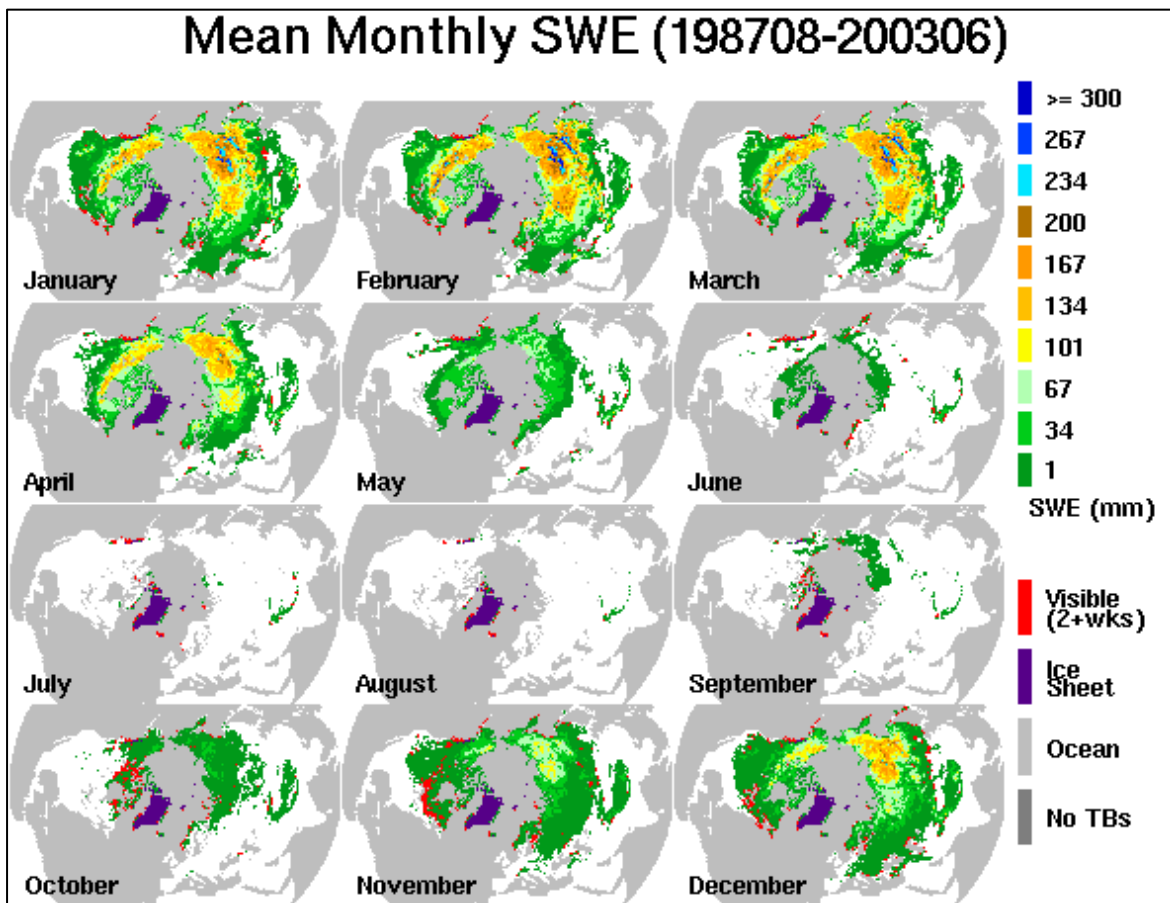 Mean Monthly SWE (198708-200306)
January
February
March
April
May
June
July
August
September
October
November
December
>= 300
267
234
200
167
134
101
67
34
1
SWE (mm)
Visible
(2+wks)
Ice
Sheet
Ocean
No TBs